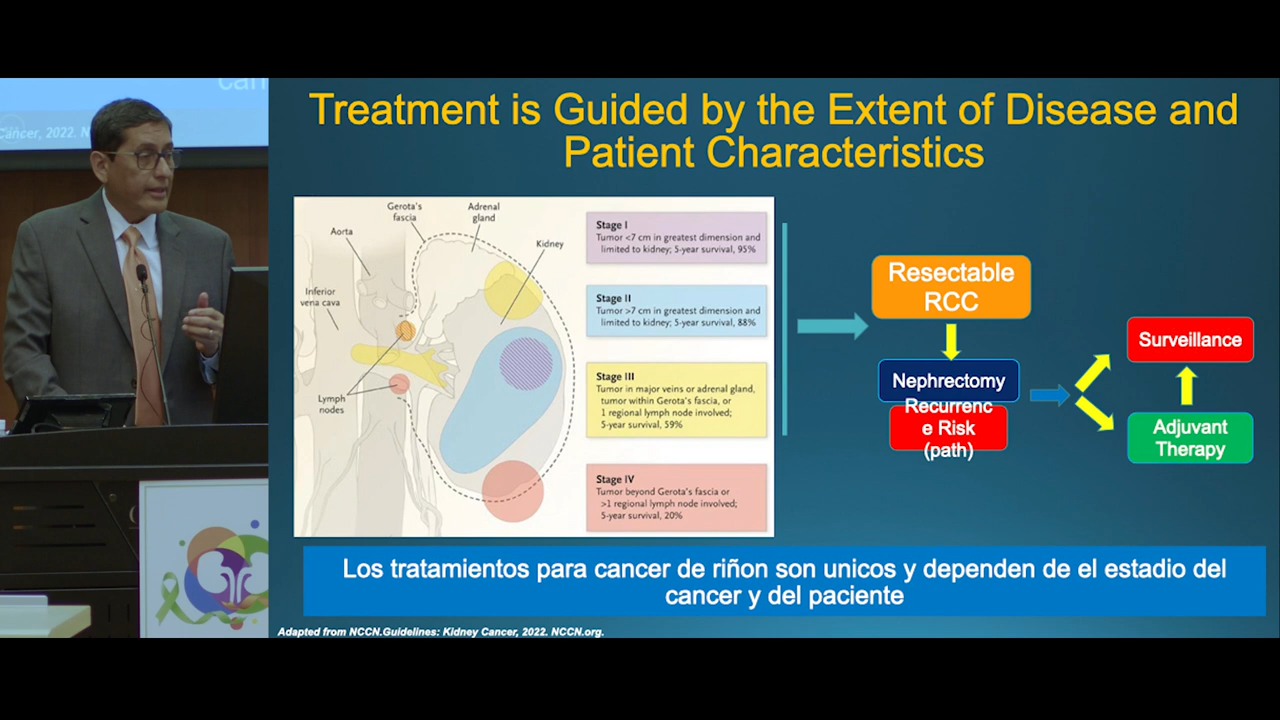 can
Cancer, 2022. N
Treatment is Guided by the Extent of Disease and
Patient Characteristics
Gerota's
fascia
Adrenal
gland
Aorta
Kidney
Inferior
vena cava
Lymph
nodes
Stage I
Tumor <7 cm in greatest dimension and
limited to kidney; 5-year survival, 95%
Stage II
Tumor >7 cm in greatest dimension and
limited to kidney; 5-year survival, 88%
Stage III
Tumor in major veins or adrenal gland,
tumor within Gerota's fascia, or
1 regional lymph node involved;
5-year survival, 59%
Stage IV
Tumor beyond Gerota's fascia or
>1 regional lymph node involved;
5-year survival, 20%
Resectable
RCC
Nephrectomy
Recurrenc
e Risk
(path)
Surveillance
Adjuvant
Therapy
Los tratamientos para cancer de riñon son unicos y dependen de el estadio del
cancer y del paciente
Adapted from NCCN.Guidelines: Kidney Cancer, 2022. NCCN.org.